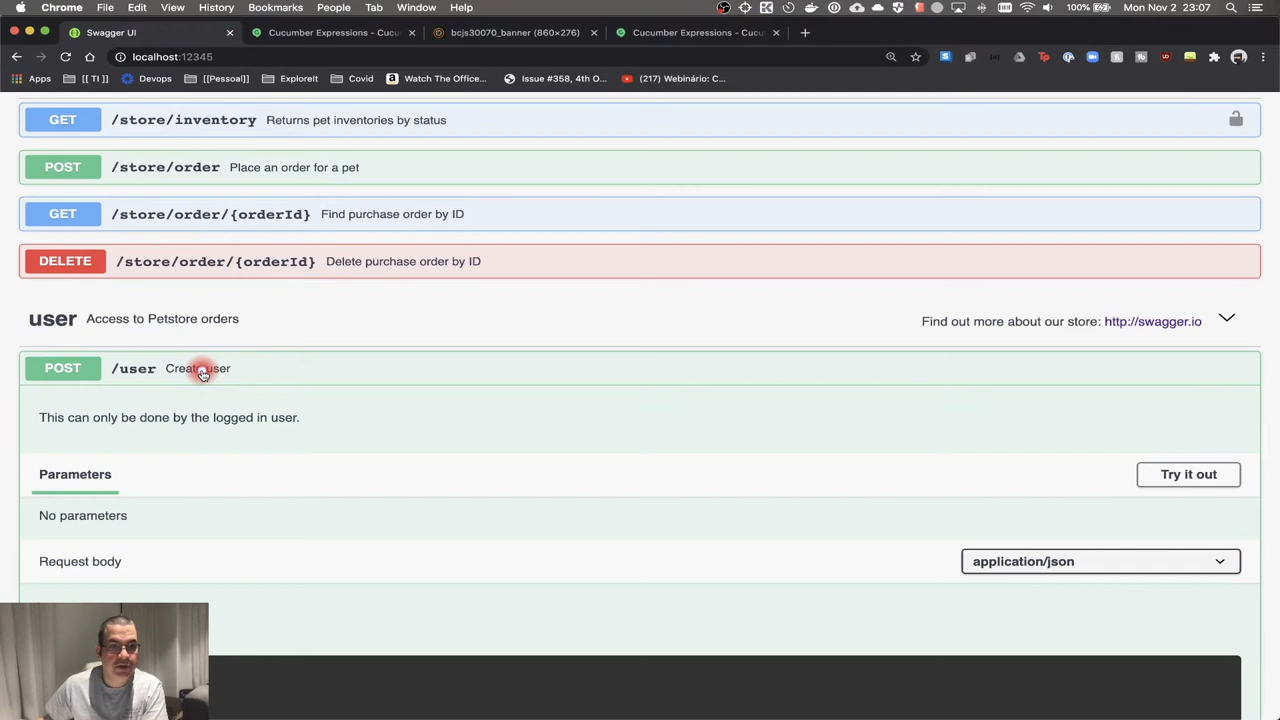 Chrome File Edit View History Bookmarks People Tab Window Help 100% Mon Nov 2 23:07
Swagger UI Cucumber Expressions - Cucu bcjs30070_banner (860×276) Cucumber Expressions - Cucu
localhost:12345
Apps [[ TI ]] Devops [[Pessoal]] ExploreIt Covid Watch The Office... Issue #358, 4th O... (217) Webinário: C...
GET /store/inventory Returns pet inventories by status
POST /store/order Place an order for a pet
GET /store/order/{orderId} Find purchase order by ID
DELETE /store/order/{orderId} Delete purchase order by ID
user Access to Petstore orders Find out more about our store: http://swagger.io
POST /user Create user
This can only be done by the logged in user.
Parameters Try it out
No parameters
Request body application/json